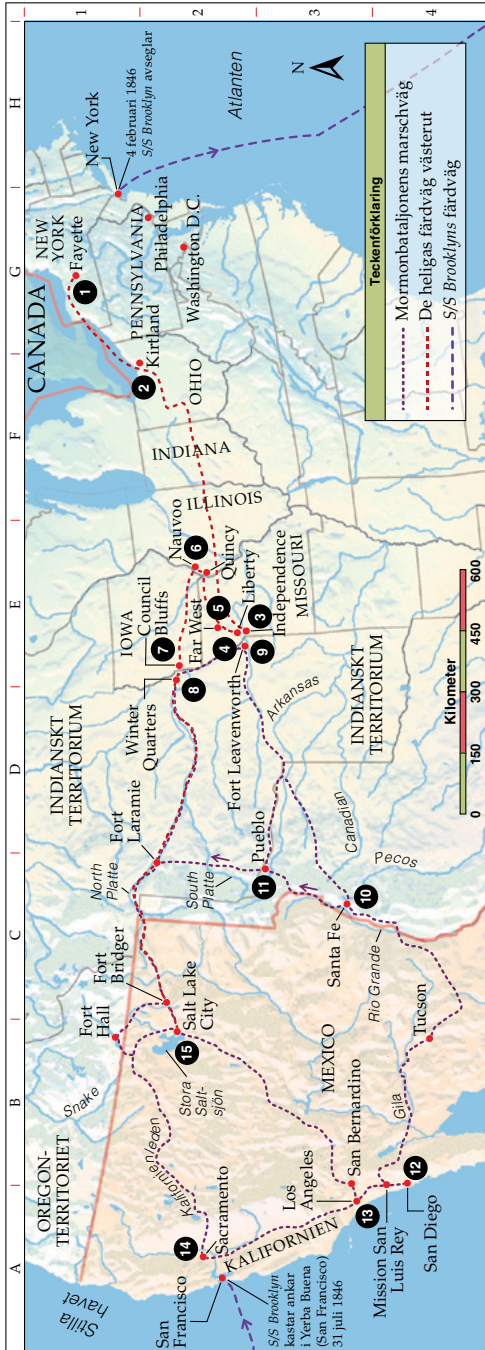 A
B
C
D
E
F
G
H
1
2
3
4
Stilla
havet
OREGON-
TERRITORIET
Snake
Fort
Hall
Fort
Bridger
North
Platte
Fort
Laramie
INDIANSKT
TERRITORIUM
Winter
Quarters
IOWA
Council
Bluffs
Nauvoo
Quincy
Far West
Liberty
Independence
MISSOURI
ILLINOIS
INDIANA
OHIO
Kirtland
PENNSYLVANIA
CANADA
NEW
YORK
Fayette
New York
4 februari 1846
S/S Brooklyn avseglar
Philadelphia
Washington D.C.
Atlanten
N
San
Francisco
S/S Brooklyn
kastar ankar
i Yerba Buena
(San Francisco)
31 juli 1846
Sacramento
KALIFORNIEN
Kalifornienleden
Stora
Salt-
sjön
Salt Lake
City
South
Platte
Pueblo
Fort Leavenworth
Arkansas
INDIANSKT
TERRITORIUM
Canadian
Pecos
Santa Fe
Rio Grande
MEXICO
Los
Angeles
San Bernardino
Gila
Tucson
Mission San
Luis Rey
San Diego
1
2
3
4
5
6
7
8
9
10
11
12
13
14
15
Kilometer
0
150
300
450
600
Teckenförklaring
Mormonbataljonens marschväg
De heligas färdväg västerut
S/S Brooklyns färdväg